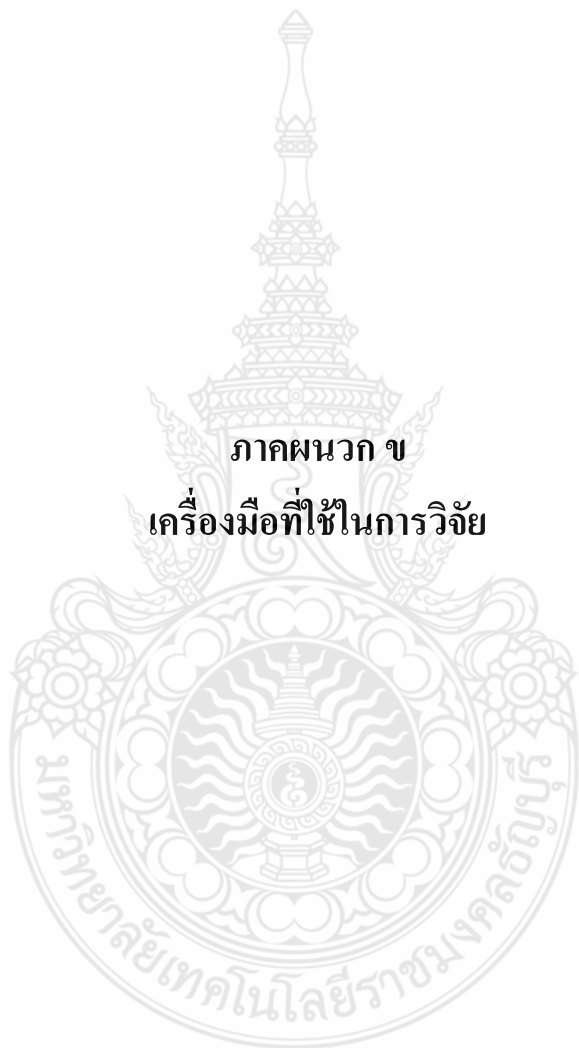 ภาคผนวก ข
เครื่องมือที่ใช้ในการวิจัย
มหาวิทยาลัยเทคโนโลยีราชมงคลธัญบุรี